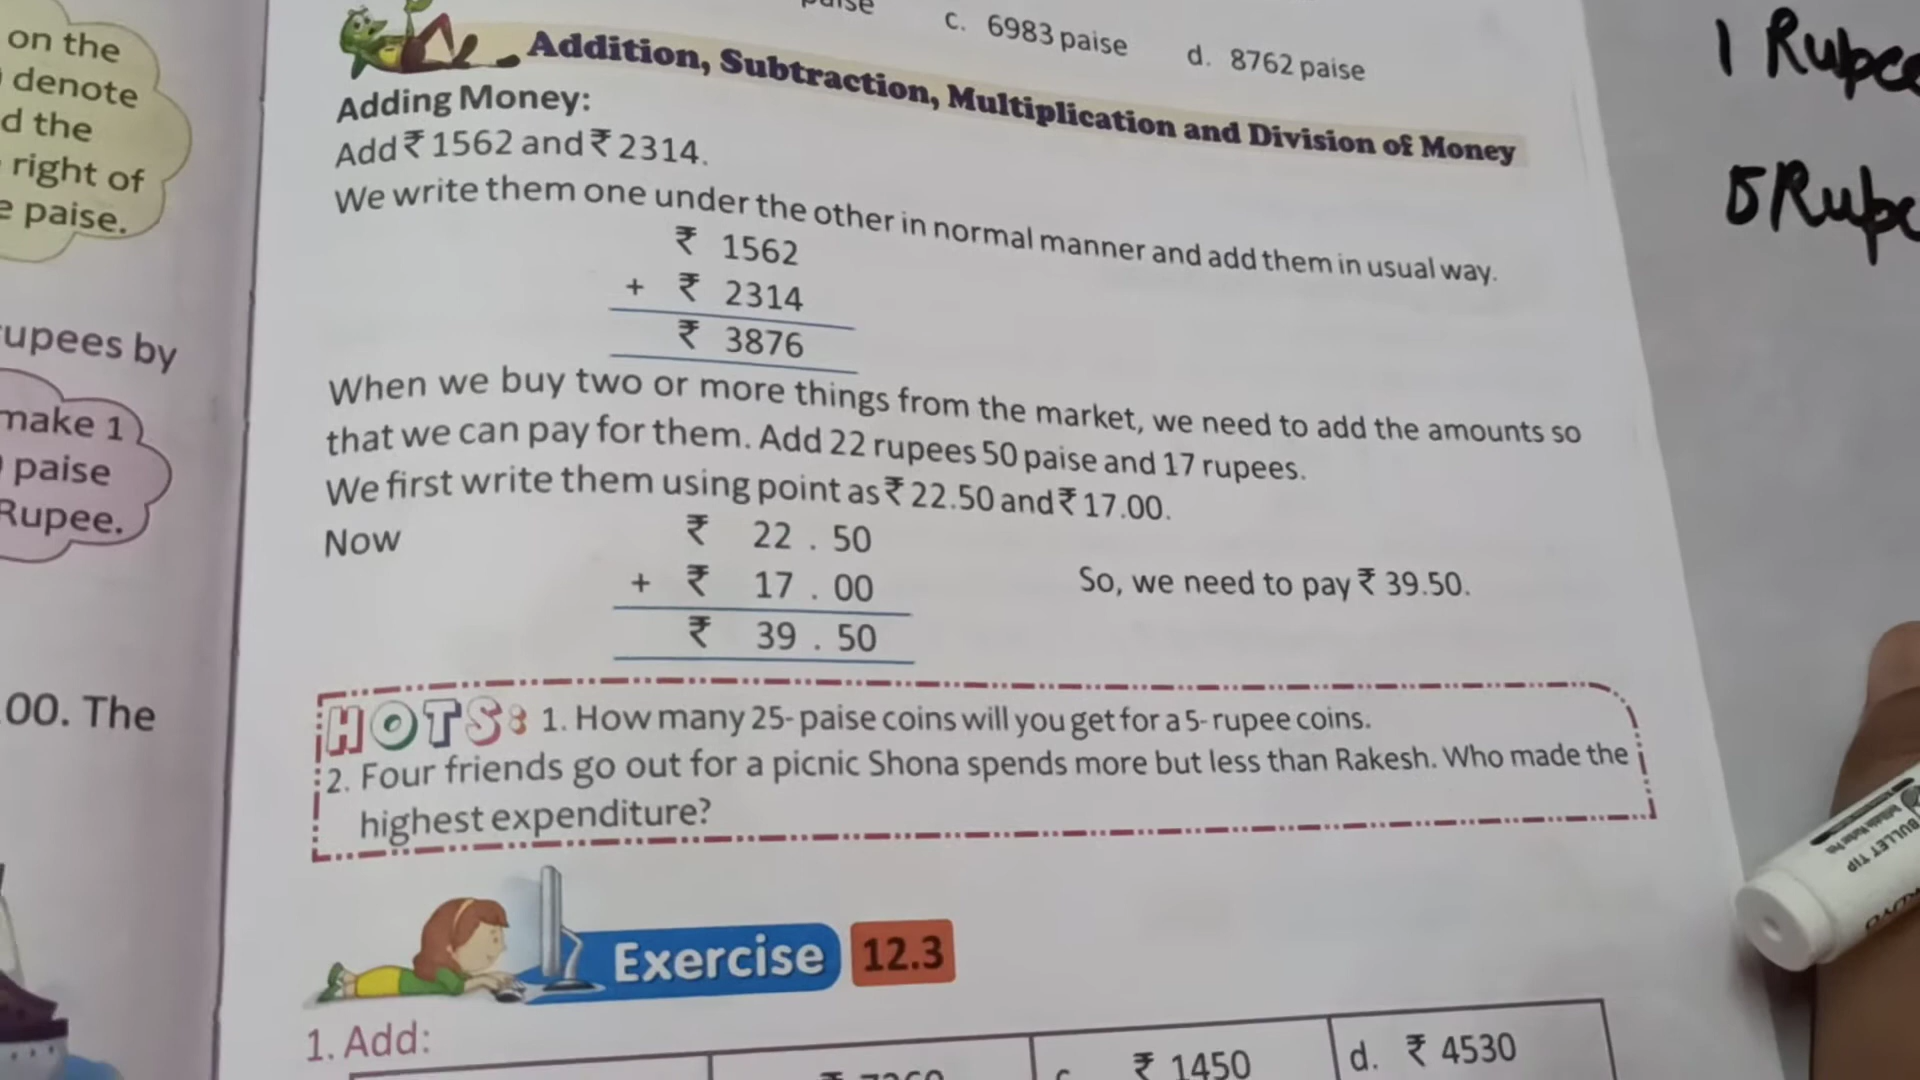 on the
denote
d the
right of
e paise.
upees by
make 1
paise
Rupee.
00. The
c. 6983 paise
d. 8762 paise
Addition, Subtraction, Multiplication and Division of Money
Adding Money:
Add ₹ 1562 and ₹ 2314.
We write them one under the other in normal manner and add them in usual way.
₹ 1562
+ ₹ 2314
₹ 3876
When we buy two or more things from the market, we need to add the amounts so
that we can pay for them. Add 22 rupees 50 paise and 17 rupees.
We first write them using point as ₹ 22.50 and ₹ 17.00.
Now ₹ 22 . 50
+ ₹ 17 . 00 So, we need to pay ₹ 39.50.
₹ 39 . 50
HOTS: 1. How many 25- paise coins will you get for a 5- rupee coins.
2. Four friends go out for a picnic Shona spends more but less than Rakesh. Who made the
highest expenditure?
Exercise 12.3
1. Add:
₹ 1450
d. ₹ 4530
1 Rupee
5 Rupe
BULLET TIP